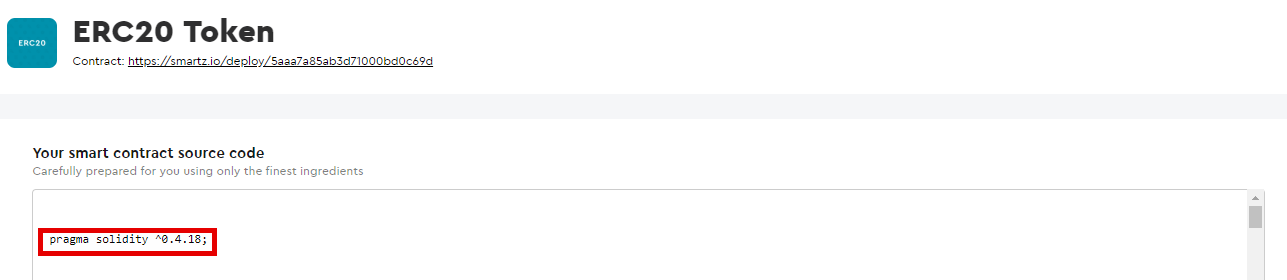 ERC20
ERC20 Token
Contract: https://smartz.io/deploy/5aaa7a85ab3d71000bd0c69d
Your smart contract source code
Carefully prepared for you using only the finest ingredients
pragma solidity ^0.4.18;